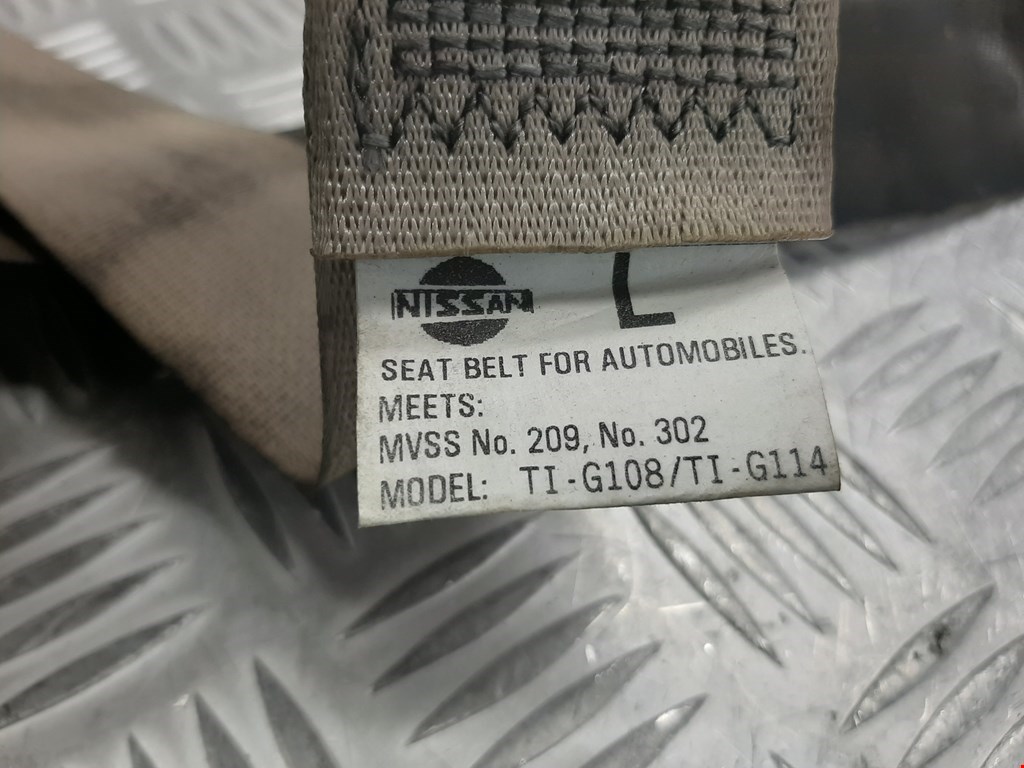 NISSAN L
SEAT BELT FOR AUTOMOBILES.
MEETS:
MVSS No. 209, No. 302
MODEL: TI-G108/TI-G114